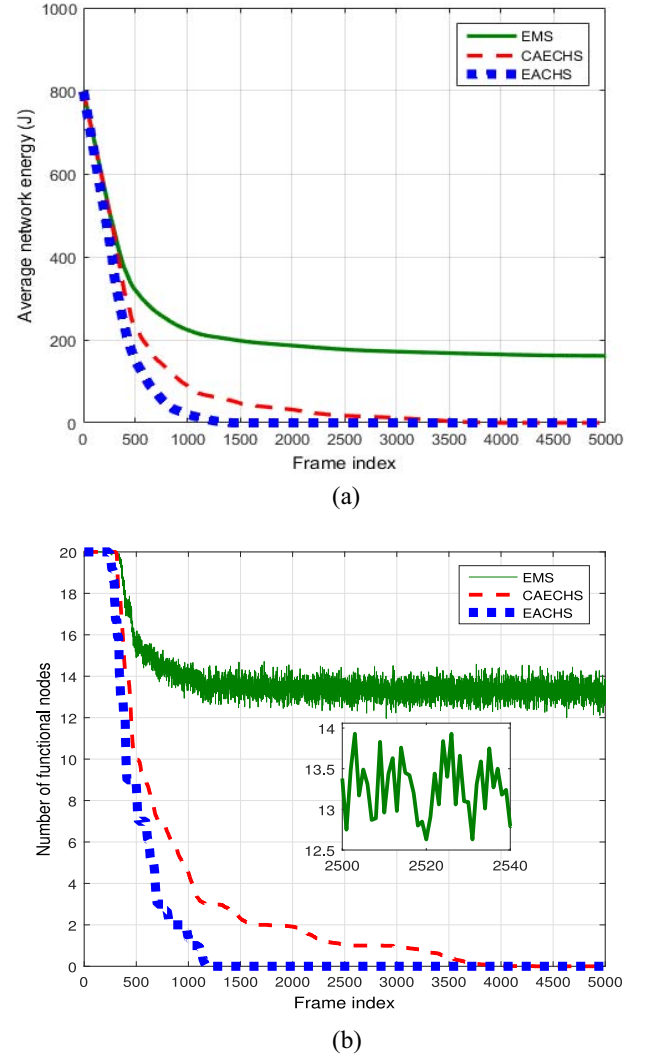 1000
800
600
400
200
0
Average network energy (J)
EMS
CAECHS
EACHS
0 500 1000 1500 2000 2500 3000 3500 4000 4500 5000
Frame index
(a)
20
18
16
14
12
10
8
6
4
2
0
Number of functional nodes
EMS
CAECHS
EACHS
14
13.5
13
12.5
2500 2520 2540
0 500 1000 1500 2000 2500 3000 3500 4000 4500 5000
Frame index
(b)